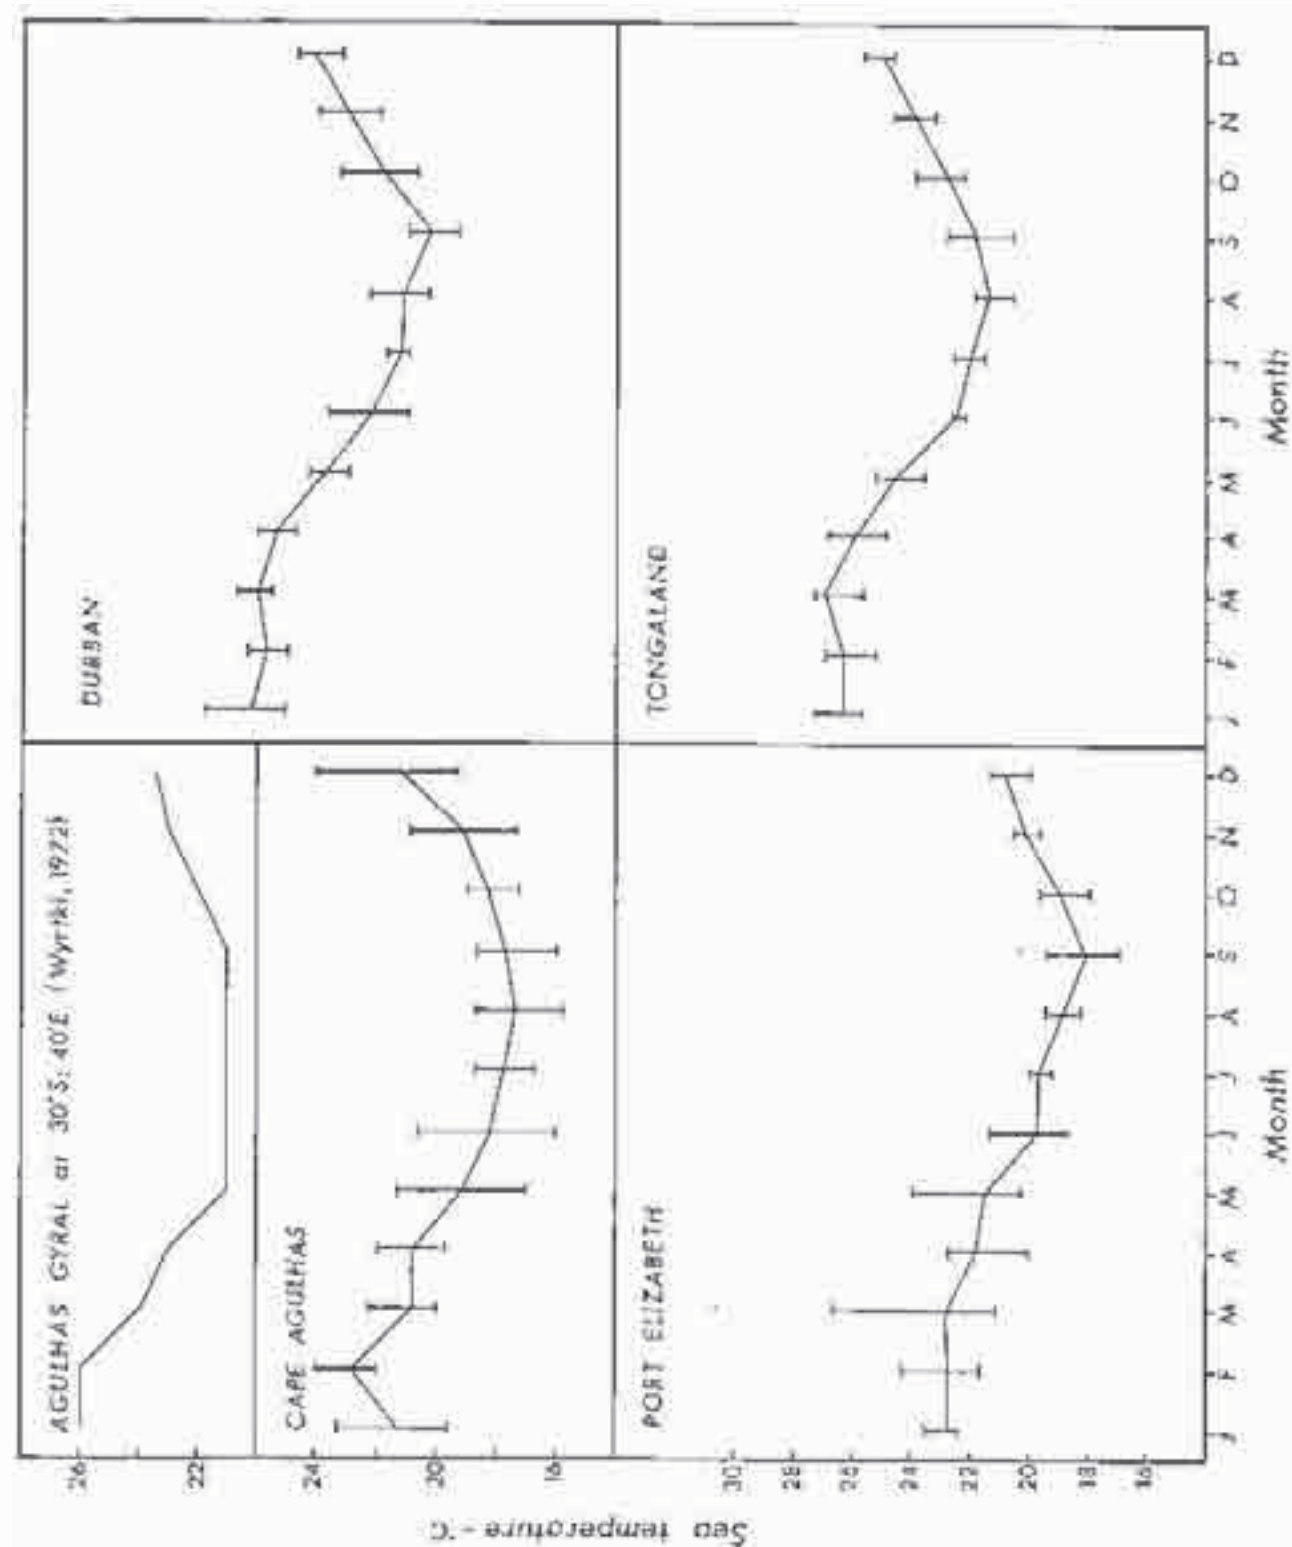 AGULHAS GYRAL at 30°S: 40°E (Wyrtki, 1972)
DURBAN
CAPE AGULHAS
PORT ELIZABETH
TONGALAND
26
22
24
20
16
30
28
26
24
22
20
18
16
Sea temperature - °C
J F M A M J J A S O N D
J F M A M J J A S O N D
Month
Month